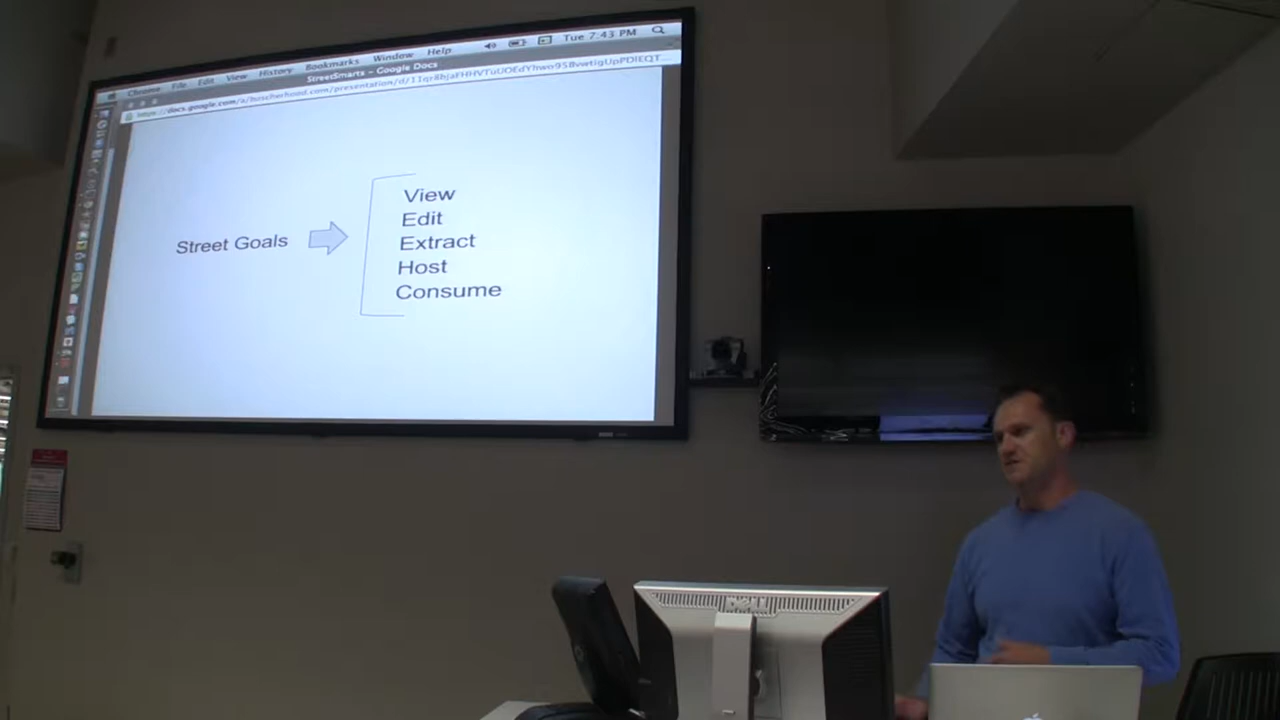 Chrome File Edit View History Bookmarks Window Help Tue 7:43 PM
StreetSmarts – Google Docs
View
Edit
Street Goals
Extract
Host
Consume
DELL